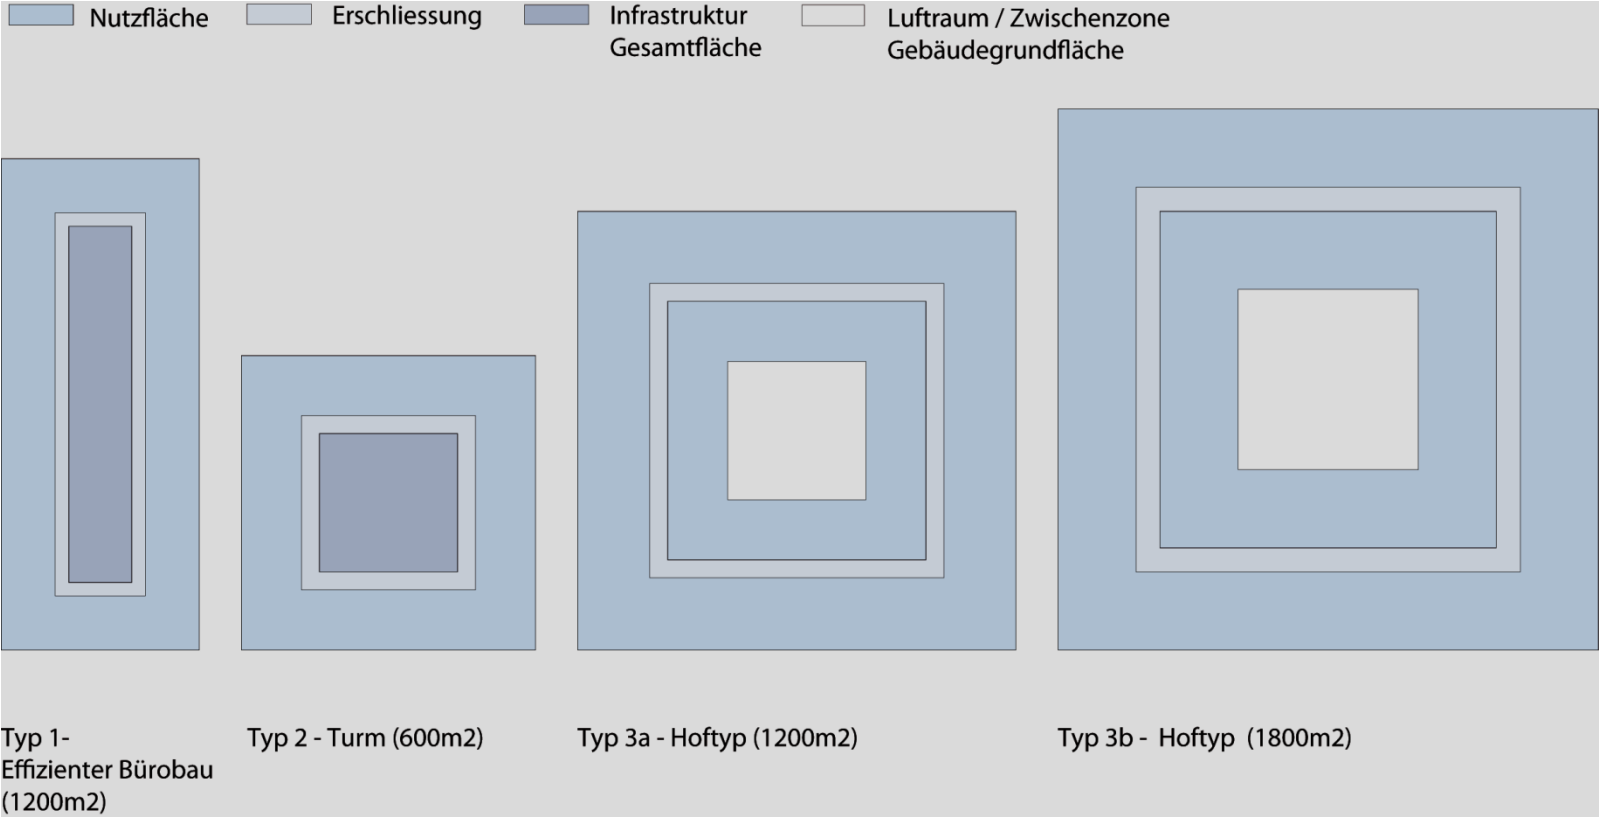 Nutzfläche
Erschliessung
Infrastruktur
Gesamtfläche
Luftraum / Zwischenzone
Gebäudegrundfläche
Typ 1-
Effizienter Bürobau
(1200m2)
Typ 2 - Turm (600m2)
Typ 3a - Hoftyp (1200m2)
Typ 3b - Hoftyp (1800m2)